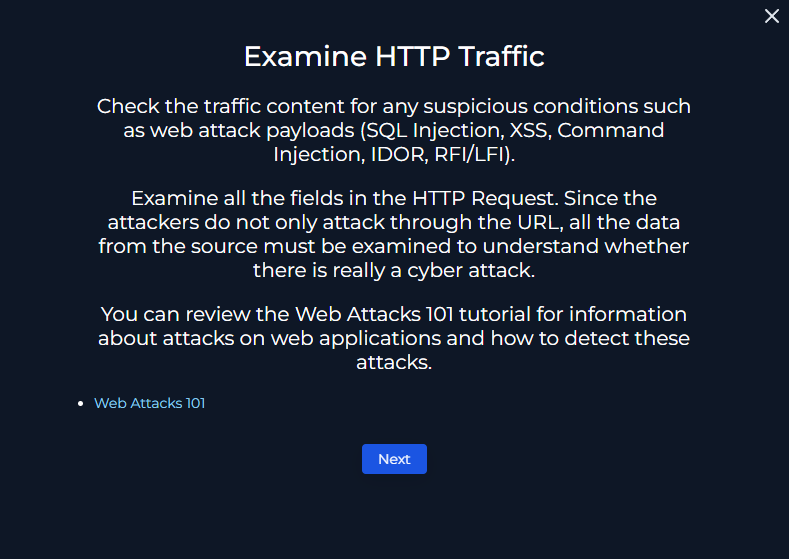 Examine HTTP Traffic
Check the traffic content for any suspicious conditions such
as web attack payloads (SQL Injection, XSS, Command
Injection, IDOR, RFI/LFI).
Examine all the fields in the HTTP Request. Since the
attackers do not only attack through the URL, all the data
from the source must be examined to understand whether
there is really a cyber attack.
You can review the Web Attacks 101 tutorial for information
about attacks on web applications and how to detect these
attacks.
Web Attacks 101
Next